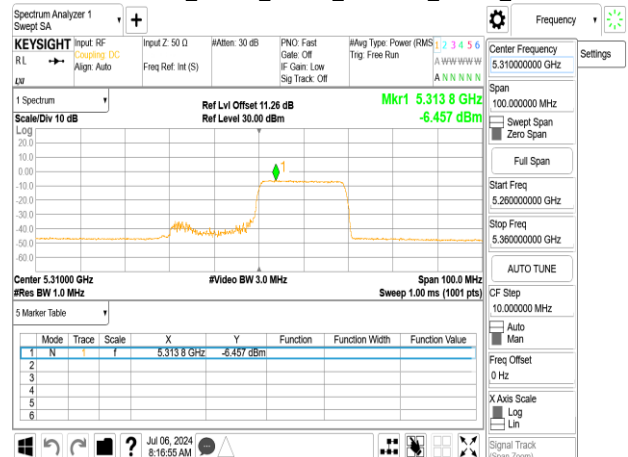 Spectrum Analyzer 1
Swept SA
+
Frequency
KEYSIGHT
Input: RF
Input Z: 50 Ω
#Atten: 30 dB
PNO: Fast
#Avg Type: Power (RMS
1 2 3 4 5 6
RL
Coupling: DC
Gate: Off
Trig: Free Run
Align: Auto
Freq Ref: Int (S)
IF Gain: Low
A W W W W W
Sig Track: Off
A N N N N N
Center Frequency
5.310000000 GHz
Settings
Span
100.000000 MHz
Swept Span
Zero Span
Full Span
Start Freq
5.260000000 GHz
Stop Freq
5.360000000 GHz
AUTO TUNE
CF Step
10.000000 MHz
Auto
Man
Freq Offset
0 Hz
X Axis Scale
Log
Lin
Signal Track
(Span Zoom)
1 Spectrum
Ref Lvl Offset 11.26 dB
Mkr1 5.313 8 GHz
Scale/Div 10 dB
Ref Level 30.00 dBm
-6.457 dBm
Log
20.0
10.0
0.00
1
-10.0
-20.0
-30.0
-40.0
-50.0
-60.0
Center 5.31000 GHz
#Video BW 3.0 MHz
Span 100.0 MHz
#Res BW 1.0 MHz
Sweep 1.00 ms (1001 pts)
5 Marker Table
Mode Trace Scale X Y Function Function Width Function Value
1 N 1 f 5.313 8 GHz -6.457 dBm
2
3
4
5
6
?
Jul 06, 2024
8:16:55 AM